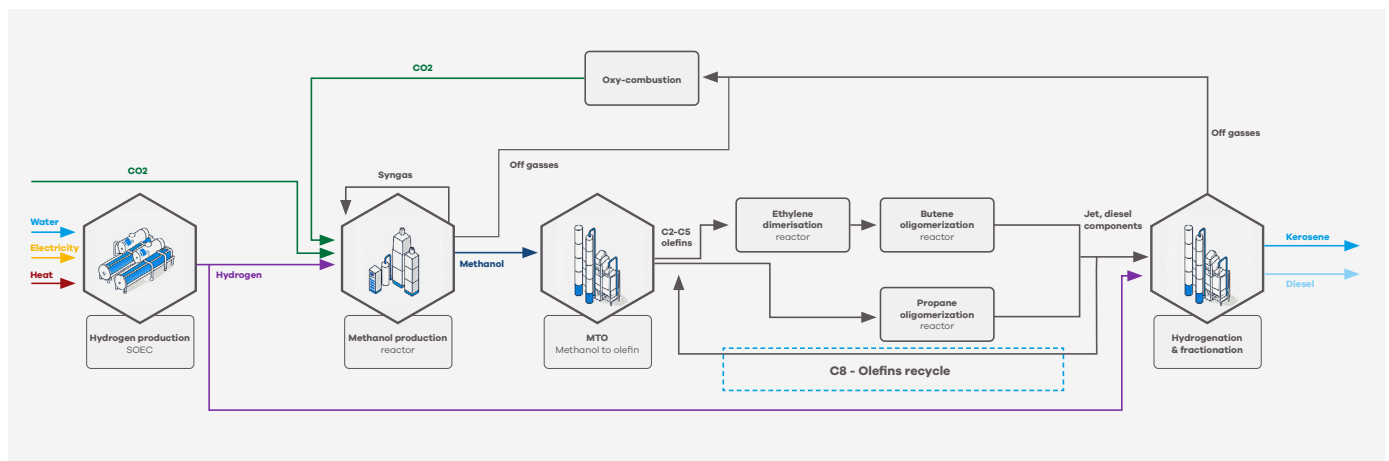 CO2
Oxy-combustion
Off gasses
Off gasses
CO2
Syngas
Water
Electricity
Heat
Hydrogen
Methanol
C2-C5
olefins
Ethylene
dimerisation
reactor
Butene
oligomerization
reactor
Jet, diesel
components
Kerosene
Diesel
Propane
oligomerization
reactor
Hydrogen production
SOEC
Methanol production
reactor
MTO
Methanol to olefin
Hydrogenation
& fractionation
C8 - Olefins recycle